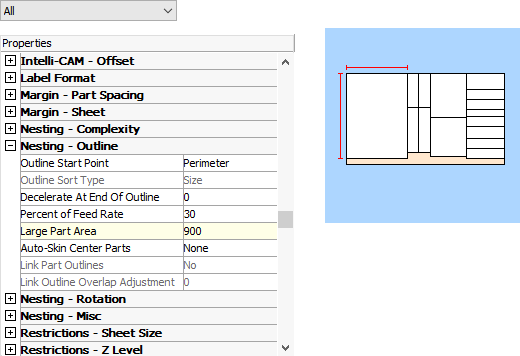 All
Properties
Intelli-CAM - Offset
Label Format
Margin - Part Spacing
Margin - Sheet
Nesting - Complexity
Nesting - Outline
Outline Start Point Perimeter
Outline Sort Type Size
Decelerate At End Of Outline 0
Percent of Feed Rate 30
Large Part Area 900
Auto-Skin Center Parts None
Link Part Outlines No
Link Outline Overlap Adjustment 0
Nesting - Rotation
Nesting - Misc
Restrictions - Sheet Size
Restrictions - Z Level